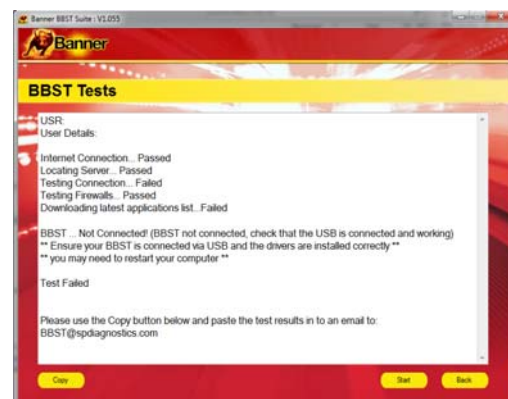 Banner BBST Suite : V1.055
Banner
BBST Tests
USR:
User Details:
Internet Connection... Passed
Locating Server... Passed
Testing Connection... Failed
Testing Firewalls... Passed
Downloading latest applications list...Failed
BBST ... Not Connected! (BBST not connected, check that the USB is connected and working)
** Ensure your BBST is connected via USB and the drivers are installed correctly **
** you may need to restart your computer **
Test Failed
Please use the Copy button below and paste the test results in to an email to:
BBST@spdiagnostics.com
Copy
Start
Back